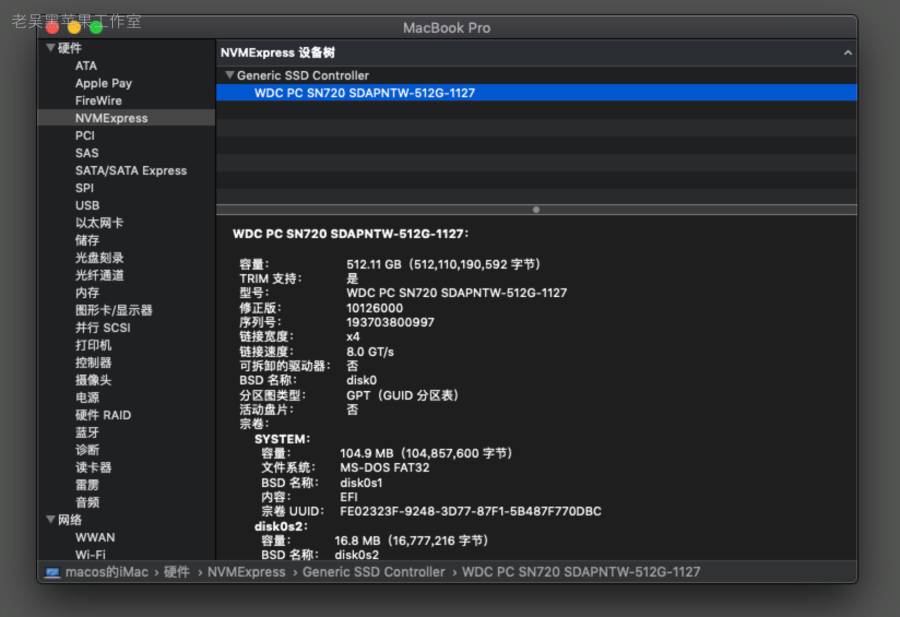 老吴黑苹果工作室
MacBook Pro
硬件
ATA
Apple Pay
FireWire
NVMExpress
PCI
SAS
SATA/SATA Express
SPI
USB
以太网卡
储存
光盘刻录
光纤通道
内存
图形卡/显示器
并行 SCSI
打印机
控制器
摄像头
电源
硬件 RAID
蓝牙
诊断
读卡器
雷雳
音频
网络
WWAN
Wi-Fi
NVMExpress 设备树
Generic SSD Controller
WDC PC SN720 SDAPNTW-512G-1127
WDC PC SN720 SDAPNTW-512G-1127:
容量: 512.11 GB（512,110,190,592 字节）
TRIM 支持: 是
型号: WDC PC SN720 SDAPNTW-512G-1127
修正版: 10126000
序列号: 193703800997
链接宽度: x4
链接速度: 8.0 GT/s
可拆卸的驱动器: 否
BSD 名称: disk0
分区图类型: GPT（GUID 分区表）
活动盘片: 否
宗卷:
SYSTEM:
容量: 104.9 MB（104,857,600 字节）
文件系统: MS-DOS FAT32
BSD 名称: disk0s1
内容: EFI
宗卷 UUID: FE02323F-9248-3D77-87F1-5B487F770DBC
disk0s2:
容量: 16.8 MB（16,777,216 字节）
BSD 名称: disk0s2
macos的iMac › 硬件 › NVMExpress › Generic SSD Controller › WDC PC SN720 SDAPNTW-512G-1127